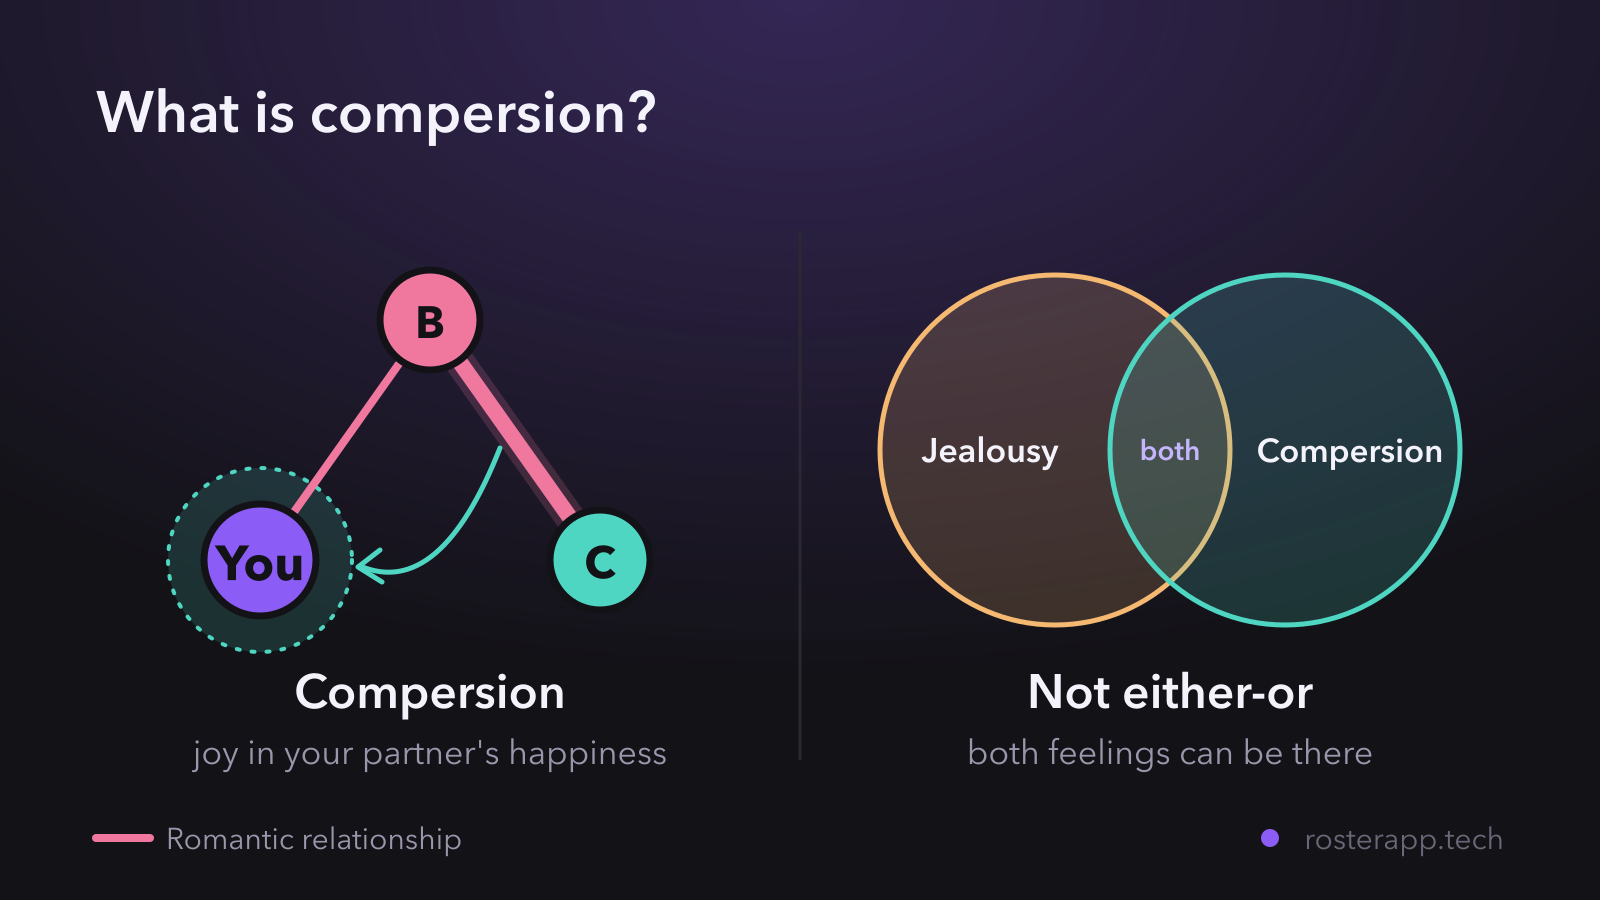 What is compersion?
B
You
C
Compersion
joy in your partner's happiness
Jealousy
both
Compersion
Not either-or
both feelings can be there
Romantic relationship
rosterapp.tech